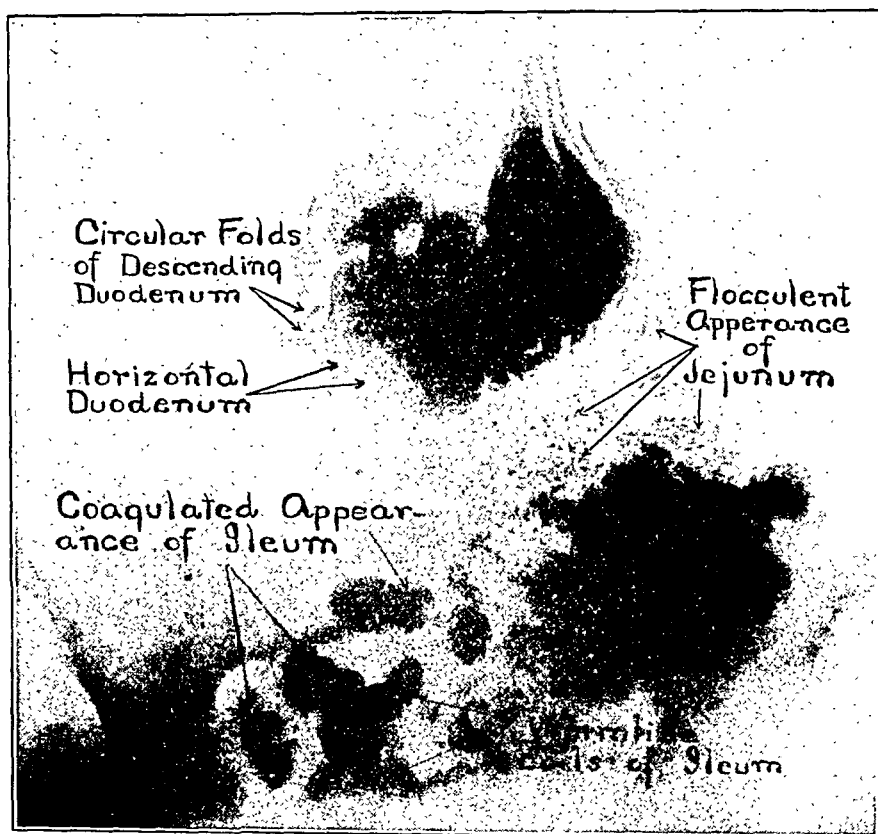 Circular Folds
of Descending
Duodenum
Horizontal
Duodenum
Flocculent
Apperance
of
Jejunum
Coagulated Appear-
ance of Ileum
of Ileum